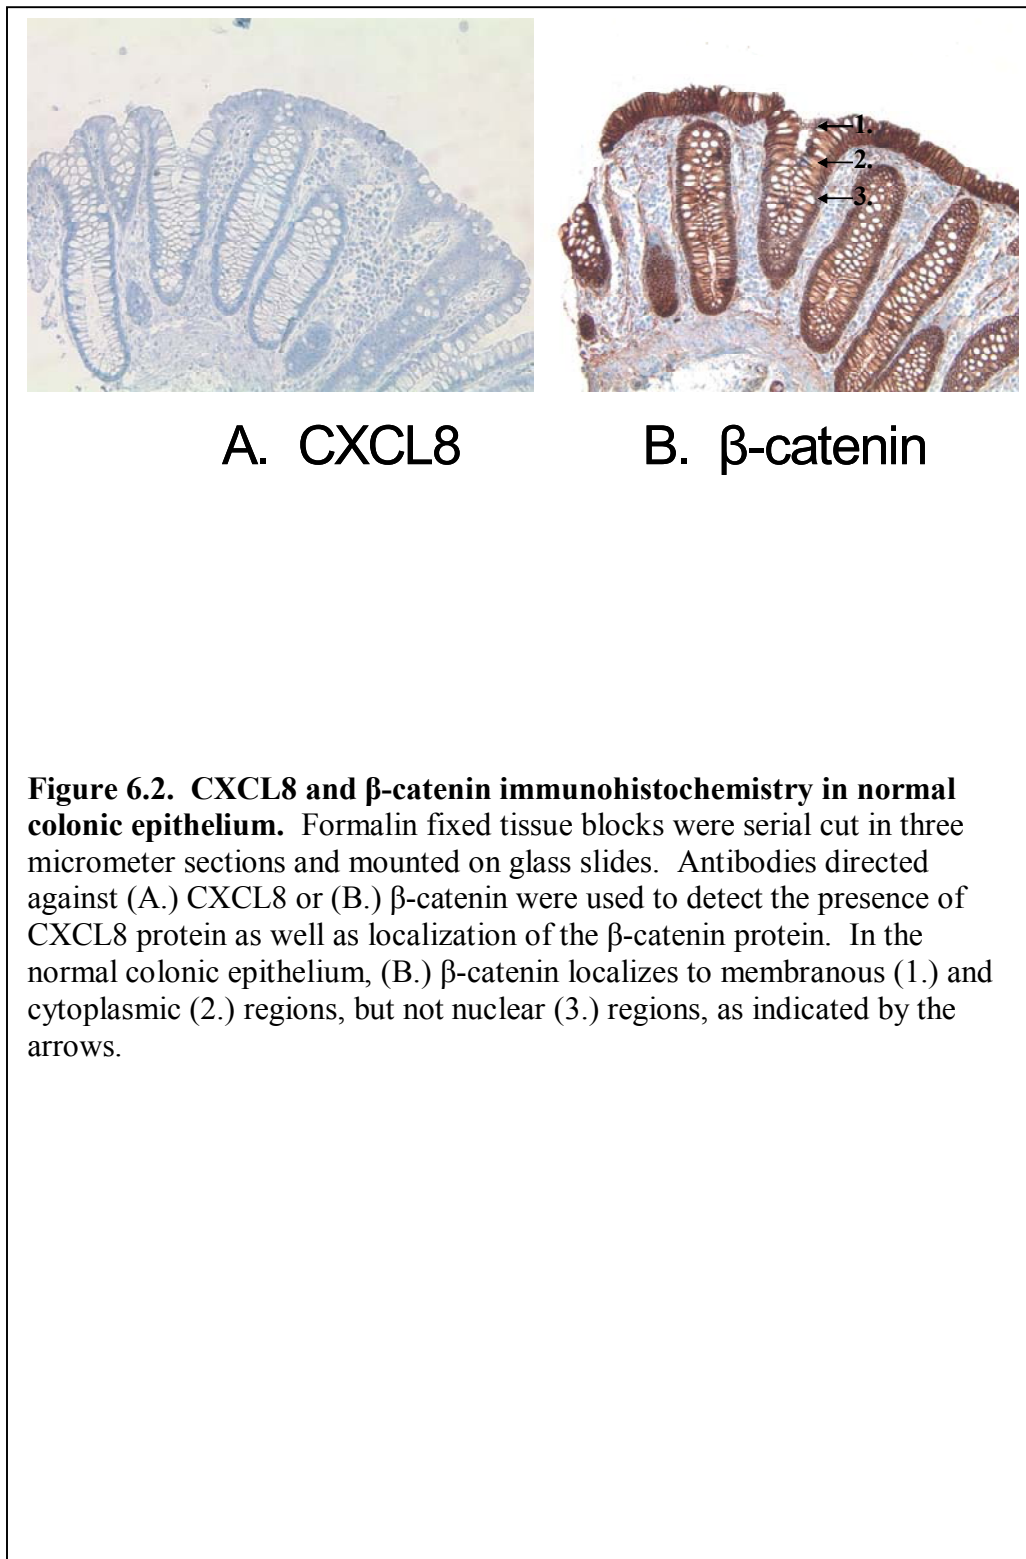 1.
2.
3.
A. CXCL8
B. β-catenin
Figure 6.2. CXCL8 and β-catenin immunohistochemistry in normal
colonic epithelium. Formalin fixed tissue blocks were serial cut in three
micrometer sections and mounted on glass slides. Antibodies directed
against (A.) CXCL8 or (B.) β-catenin were used to detect the presence of
CXCL8 protein as well as localization of the β-catenin protein. In the
normal colonic epithelium, (B.) β-catenin localizes to membranous (1.) and
cytoplasmic (2.) regions, but not nuclear (3.) regions, as indicated by the
arrows.